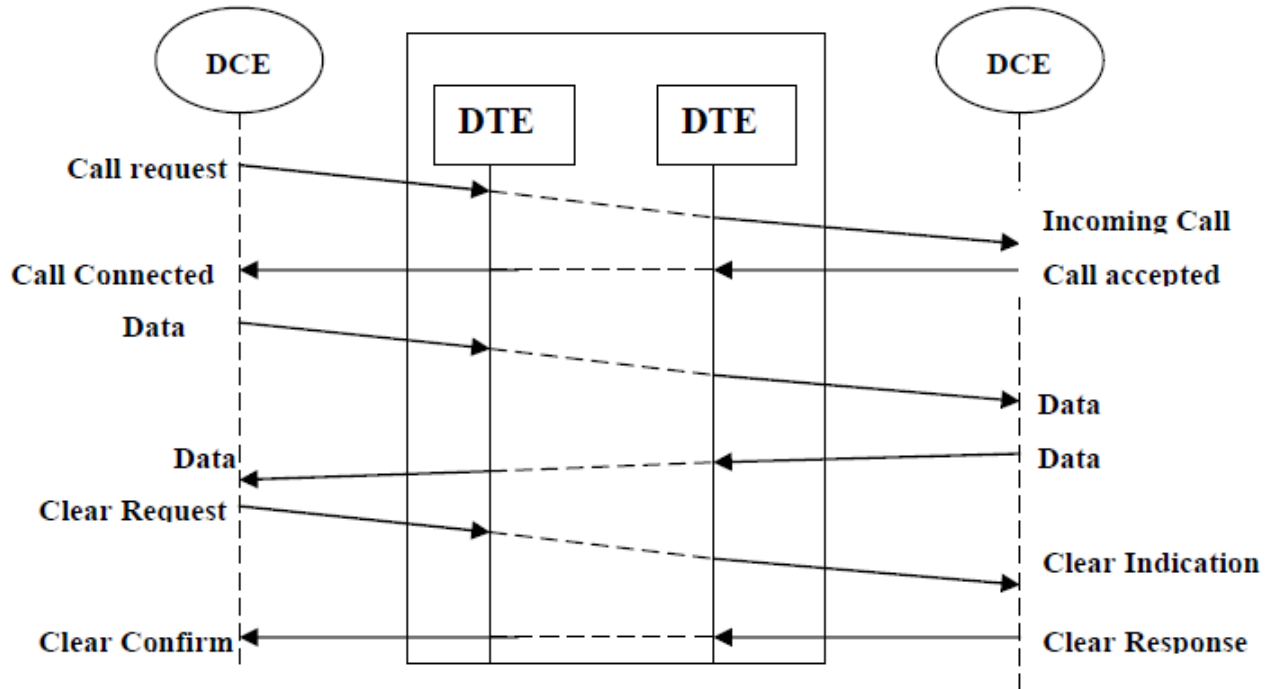 DCE
DCE
DTE
DTE
Call request
Incoming Call
Call Connected
Call accepted
Data
Data
Data
Data
Clear Request
Clear Indication
Clear Confirm
Clear Response